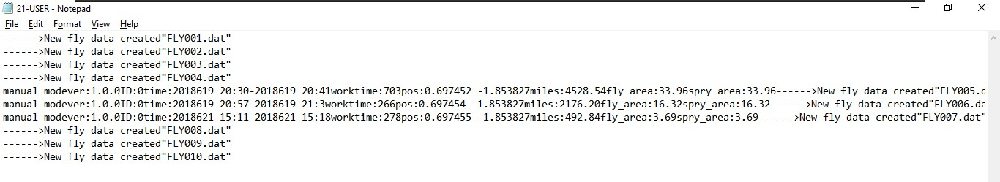 21-USER - Notepad
File Edit Format View Help
------>New fly data created"FLY001.dat"
------>New fly data created"FLY002.dat"
------>New fly data created"FLY003.dat"
------>New fly data created"FLY004.dat"
manual modever:1.0.0ID:0time:2018619 20:30-2018619 20:41worktime:703pos:0.697452 -1.853827miles:4528.54fly_area:33.96spry_area:33.96------>New fly data created"FLY005.d
manual modever:1.0.0ID:0time:2018619 20:57-2018619 21:3worktime:266pos:0.697454 -1.853827miles:2176.20fly_area:16.32spry_area:16.32------>New fly data created"FLY006.da
manual modever:1.0.0ID:0time:2018621 15:11-2018621 15:18worktime:278pos:0.697455 -1.853827miles:492.84fly_area:3.69spry_area:3.69------>New fly data created"FLY007.dat"
------>New fly data created"FLY008.dat"
------>New fly data created"FLY009.dat"
------>New fly data created"FLY010.dat"